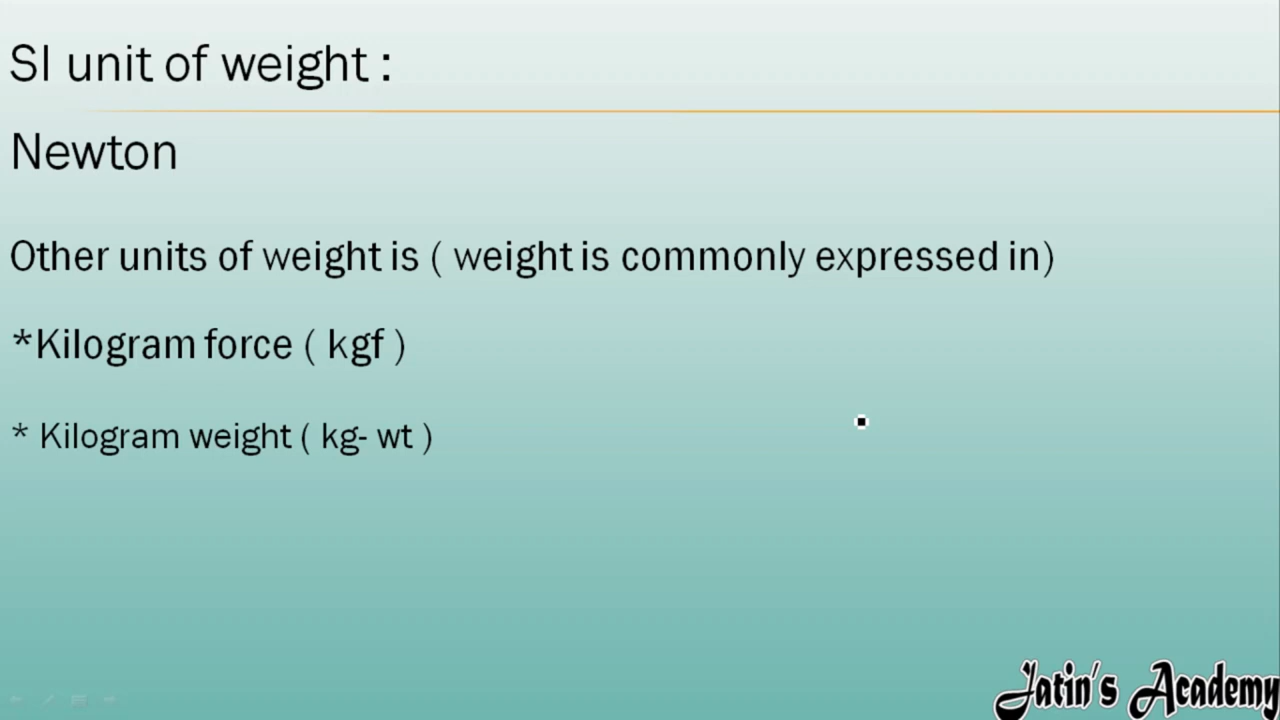 SI unit of weight :
Newton
Other units of weight is ( weight is commonly expressed in)
*Kilogram force ( kgf )
* Kilogram weight ( kg- wt )
Jatin's Academy